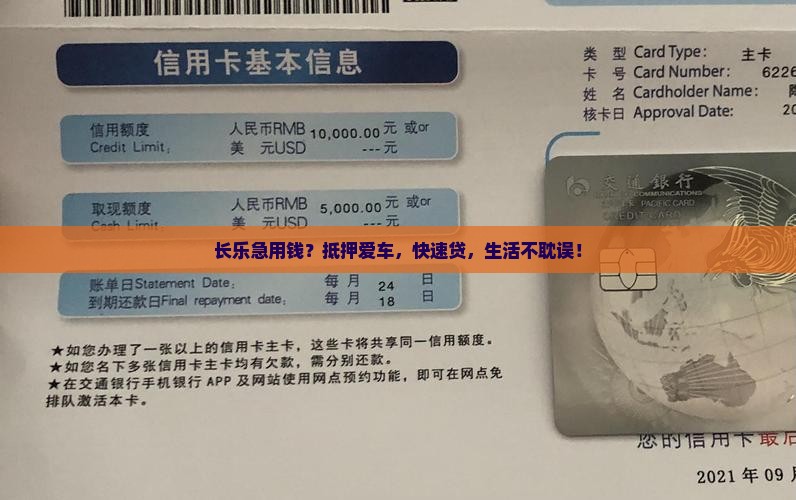 信用卡基本信息
类 型 Card Type: 主卡
卡 号 Card Number: 6226
姓 名 Cardholder Name:
核卡日 Approval Date: 20
信用额度 人民币RMB 10,000.00 元 或or
Credit Limit: 美 元USD ---元
取现额度 人民币RMB 5,000.00 元 或or
Cash Limit: 美 元USD ---元
交通銀行
BANK OF COMMUNICATIONS
PACIFIC CARD
CREDIT CARD
长乐急用钱？抵押爱车，快速贷，生活不耽误！
账单日Statement Date: 每 月 24 日
到期还款日Final repayment date: 每 月 18 日
★如您办理了一张以上的信用卡主卡，这些卡将共享同一信用额度。
★如您名下多张信用卡主卡均有欠款，需分别还款。
★在交通银行手机银行 APP 及网站使用网点预约功能，即可在网点免
排队激活本卡。
您的信用卡最后
2021 年 09 月